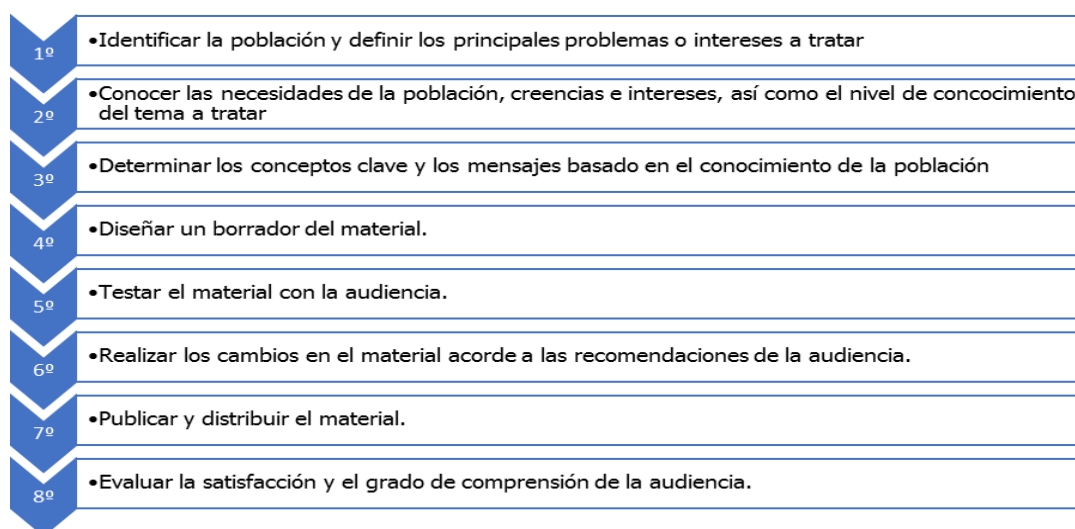 1º
•Identificar la población y definir los principales problemas o intereses a tratar
2º
•Conocer las necesidades de la población, creencias e intereses, así como el nivel de concocimiento
del tema a tratar
3º
•Determinar los conceptos clave y los mensajes basado en el conocimiento de la población
4º
•Diseñar un borrador del material.
5º
•Testar el material con la audiencia.
6º
•Realizar los cambios en el material acorde a las recomendaciones de la audiencia.
7º
•Publicar y distribuir el material.
8º
•Evaluar la satisfacción y el grado de comprensión de la audiencia.